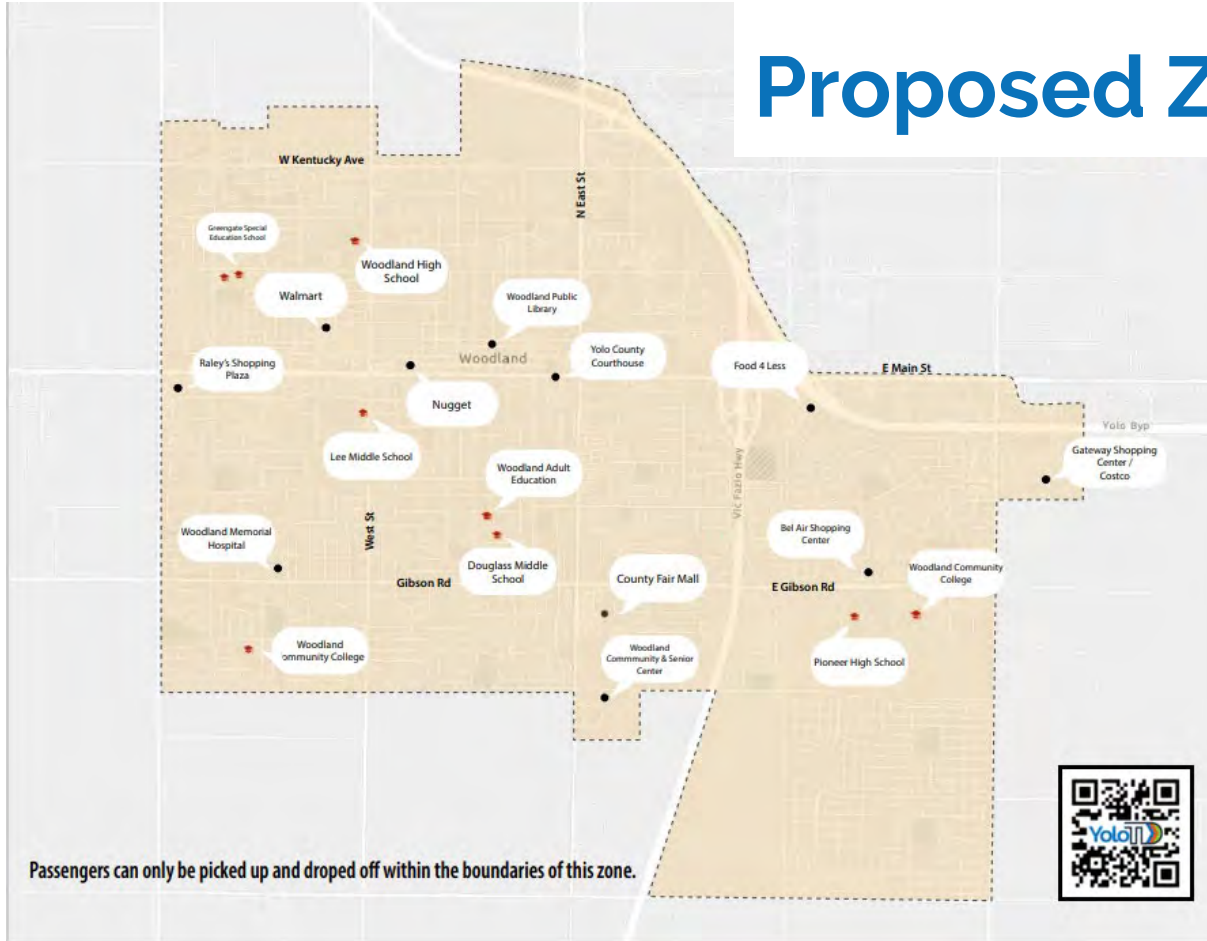 Proposed Z
W Kentucky Ave
N East St
Greengate Special
Education School
Woodland High
School
Walmart
Woodland Public
Library
Woodland
Yolo County
Courthouse
Raley's Shopping
Plaza
Nugget
Food 4 Less
E Main St
Yolo Byp
Lee Middle School
Woodland Adult
Education
Gateway Shopping
Center /
Costco
Vic Fazio Hwy
West St
Woodland Memorial
Hospital
Bel Air Shopping
Center
Douglass Middle
School
Gibson Rd
County Fair Mall
E Gibson Rd
Woodland Community
College
Woodland
ommunity College
Woodland
Commmunity & Senior
Center
Pioneer High School
YoloTD
Passengers can only be picked up and droped off within the boundaries of this zone.